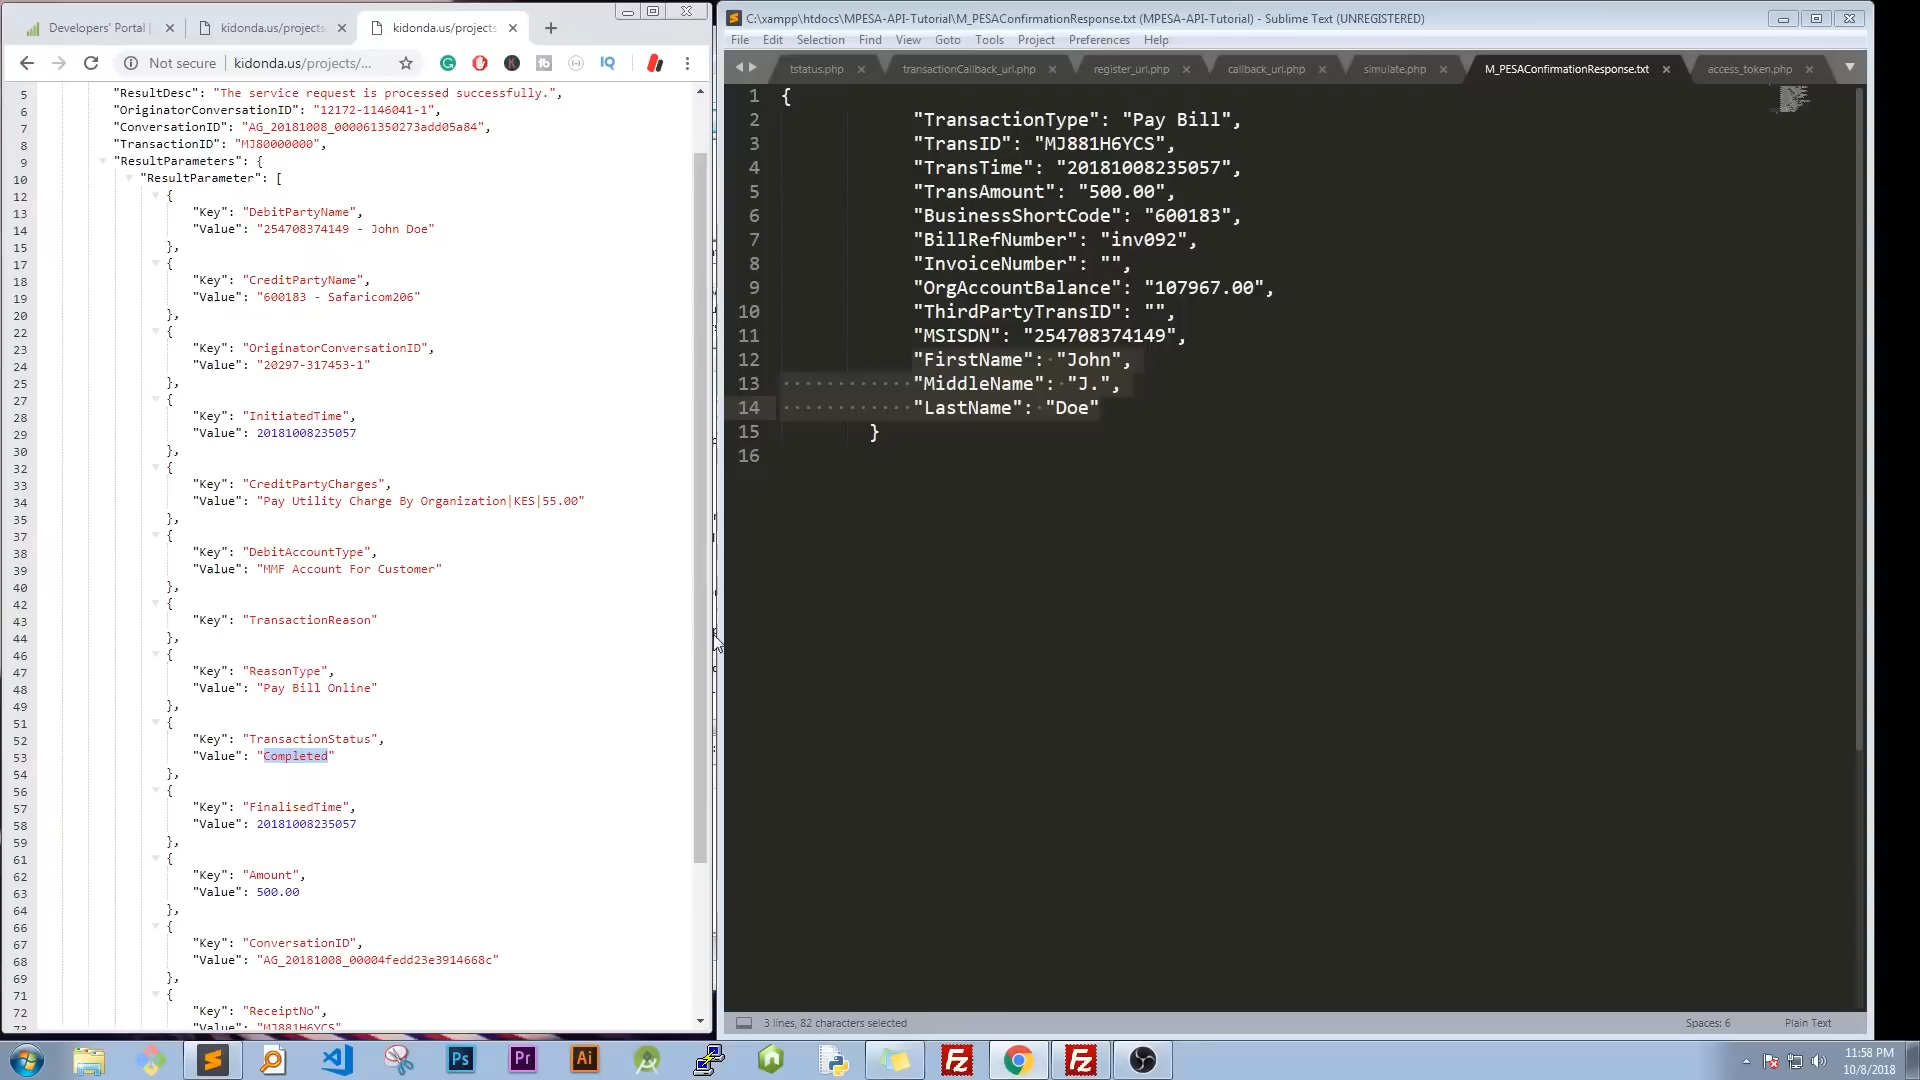 Developers' Portal |
kidonda.us/projects
kidonda.us/projects
Not secure
kidonda.us/projects/...
IQ
5 "ResultDesc": "The service request is processed successfully.",
6 "OriginatorConversationID": "12172-1146041-1",
7 "ConversationID": "AG_20181008_000061350273add05a84",
8 "TransactionID": "MJ80000000",
9 "ResultParameters": {
10 "ResultParameter": [
12 {
13 "Key": "DebitPartyName",
14 "Value": "254708374149 - John Doe"
15 },
17 {
18 "Key": "CreditPartyName",
19 "Value": "600183 - Safaricom206"
20 },
22 {
23 "Key": "OriginatorConversationID",
24 "Value": "20297-317453-1"
25 },
27 {
28 "Key": "InitiatedTime",
29 "Value": 20181008235057
30 },
32 {
33 "Key": "CreditPartyCharges",
34 "Value": "Pay Utility Charge By Organization|KES|55.00"
35 },
37 {
38 "Key": "DebitAccountType",
39 "Value": "MMF Account For Customer"
40 },
42 {
43 "Key": "TransactionReason"
44 },
46 {
47 "Key": "ReasonType",
48 "Value": "Pay Bill Online"
49 },
51 {
52 "Key": "TransactionStatus",
53 "Value": "Completed"
54 },
56 {
57 "Key": "FinalisedTime",
58 "Value": 20181008235057
59 },
61 {
62 "Key": "Amount",
63 "Value": 500.00
64 },
66 {
67 "Key": "ConversationID",
68 "Value": "AG_20181008_00004fedd23e3914668c"
69 },
71 {
72 "Key": "ReceiptNo",
73 "Value": "MJ881H6YCS"
C:\xampp\htdocs\MPESA-API-Tutorial\M_PESAConfirmationResponse.txt (MPESA-API-Tutorial) - Sublime Text (UNREGISTERED)
File Edit Selection Find View Goto Tools Project Preferences Help
tstatus.php
transactionCallback_url.php
register_url.php
callback_url.php
simulate.php
M_PESAConfirmationResponse.txt
access_token.php
1 {
2 "TransactionType": "Pay Bill",
3 "TransID": "MJ881H6YCS",
4 "TransTime": "20181008235057",
5 "TransAmount": "500.00",
6 "BusinessShortCode": "600183",
7 "BillRefNumber": "inv092",
8 "InvoiceNumber": "",
9 "OrgAccountBalance": "107967.00",
10 "ThirdPartyTransID": "",
11 "MSISDN": "254708374149",
12 "FirstName": "John",
13 "MiddleName": "J.",
14 "LastName": "Doe"
15 }
16
3 lines, 82 characters selected
Spaces: 6
Plain Text
Ps
Pr
Ai
Fz
Fz
11:58 PM
10/8/2018